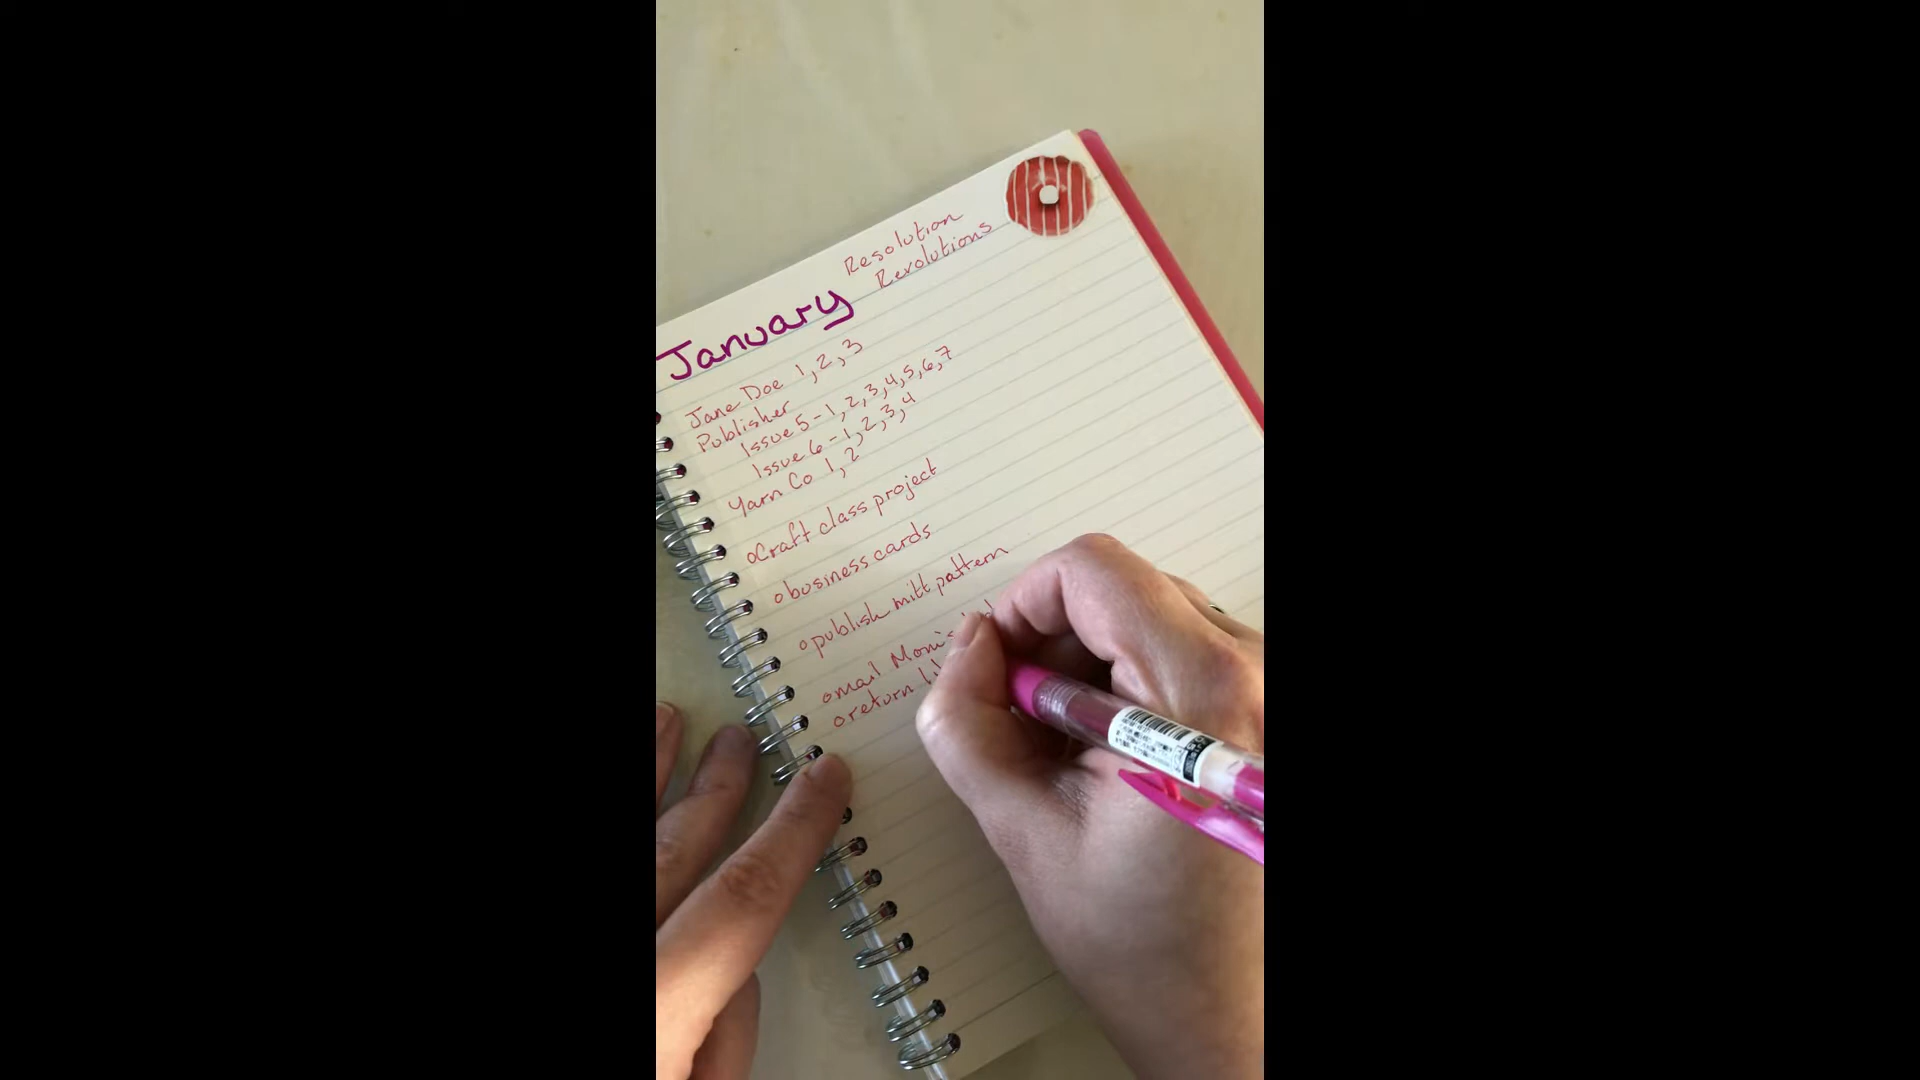 Resolution
Revolutions
January
Jane Doe 1, 2, 3
Publisher
Issue 5 - 1, 2, 3, 4, 5, 6, 7
Issue 6 - 1, 2, 3, 4
Yarn Co 1, 2
o Craft class project
o business cards
o publish mitt pattern
o mail Mom's
o return